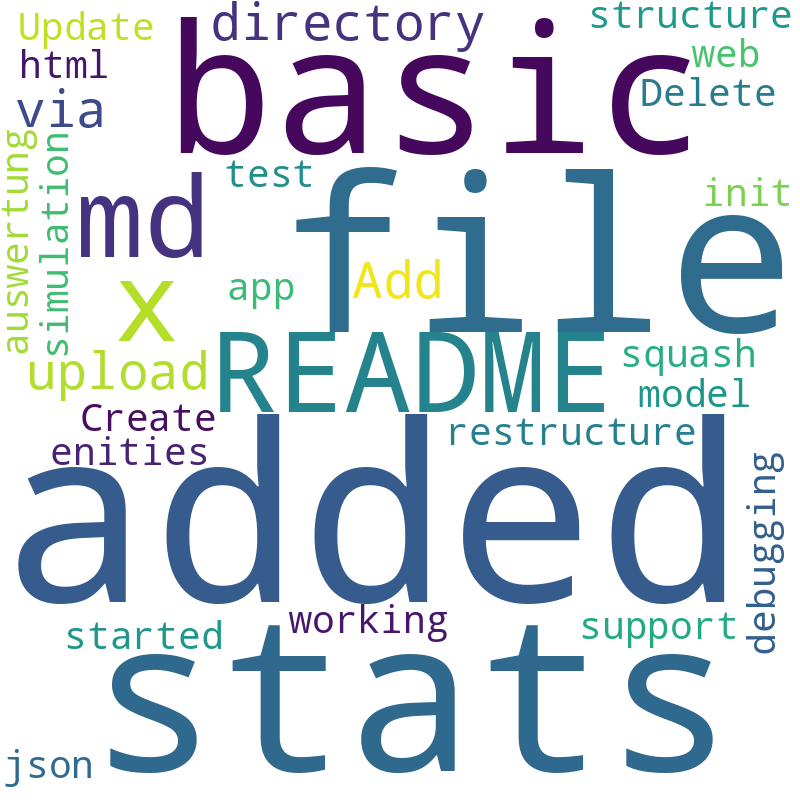 Update
directory
structure
basic
html
web
via
Delete
auswertung
simulation
test
md
file
init
x
app
Add
upload
README
squash
model
Create
restructure
enities
added
debugging
working
started
support
stats
json